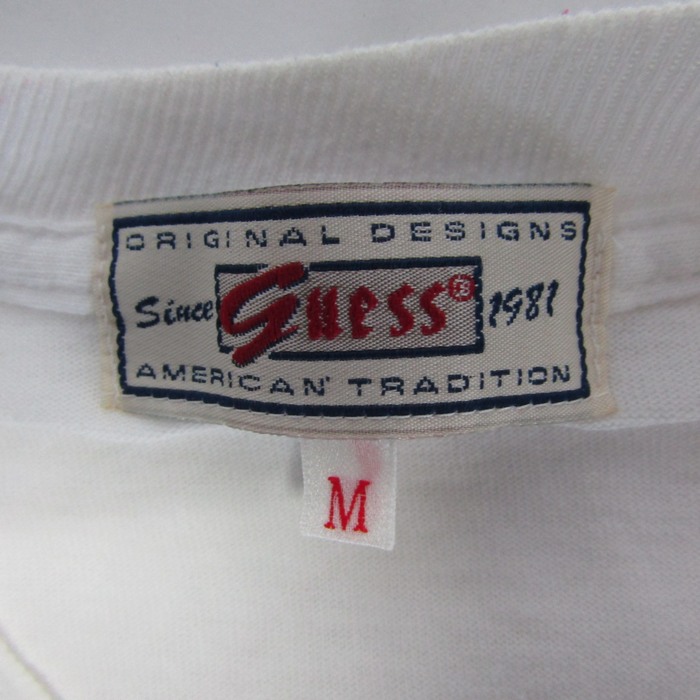 ORIGINAL DESIGNS
Since Guess® 1981
AMERICAN' TRADITION
M